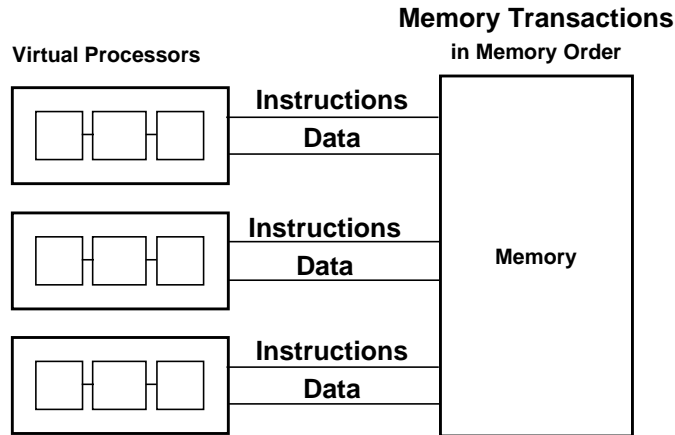 Memory Transactions
in Memory Order
Virtual Processors
Instructions
Data
Instructions
Data
Memory
Instructions
Data